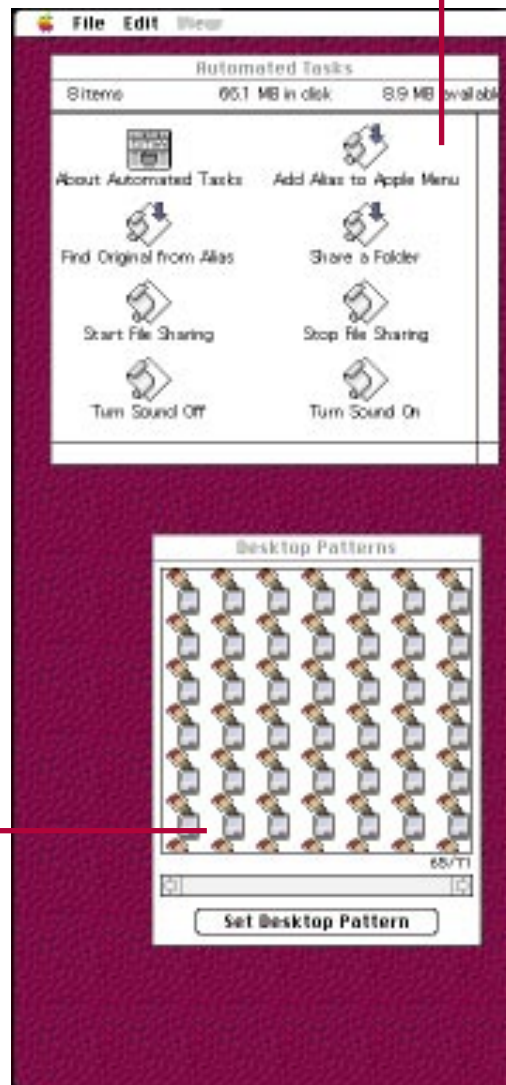 File Edit View
Automated Tasks
8 items 66.1 MB in disk 8.9 MB available
About Automated Tasks Add Alias to Apple Menu
Find Original from Alias Share a Folder
Start File Sharing Stop File Sharing
Turn Sound Off Turn Sound On
Desktop Patterns
68/71
Set Desktop Pattern